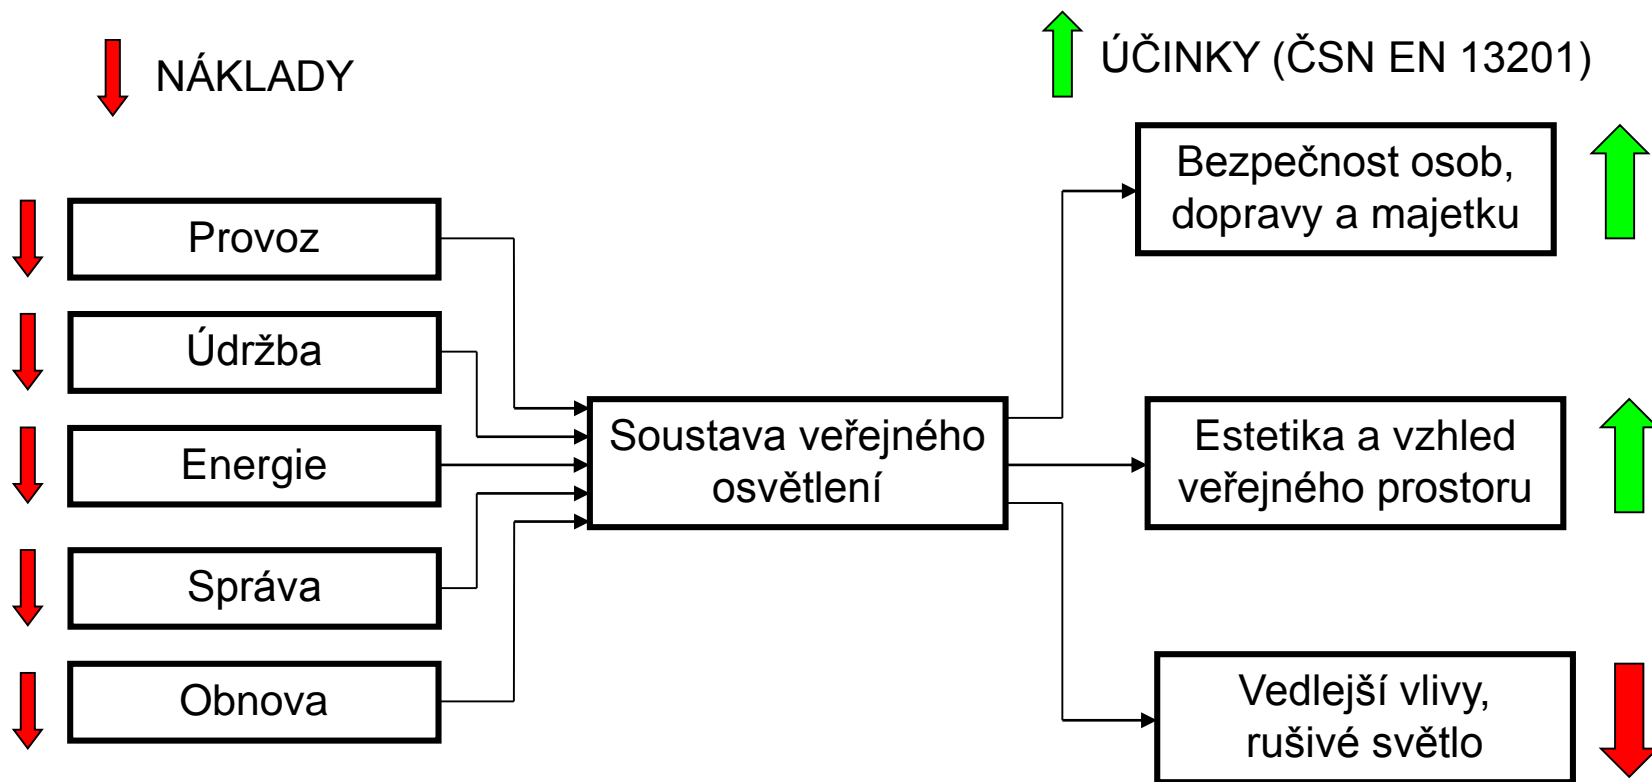 NÁKLADY
ÚČINKY (ČSN EN 13201)
Provoz
Údržba
Energie
Správa
Obnova
Soustava veřejného
osvětlení
Bezpečnost osob,
dopravy a majetku
Estetika a vzhled
veřejného prostoru
Vedlejší vlivy,
rušivé světlo